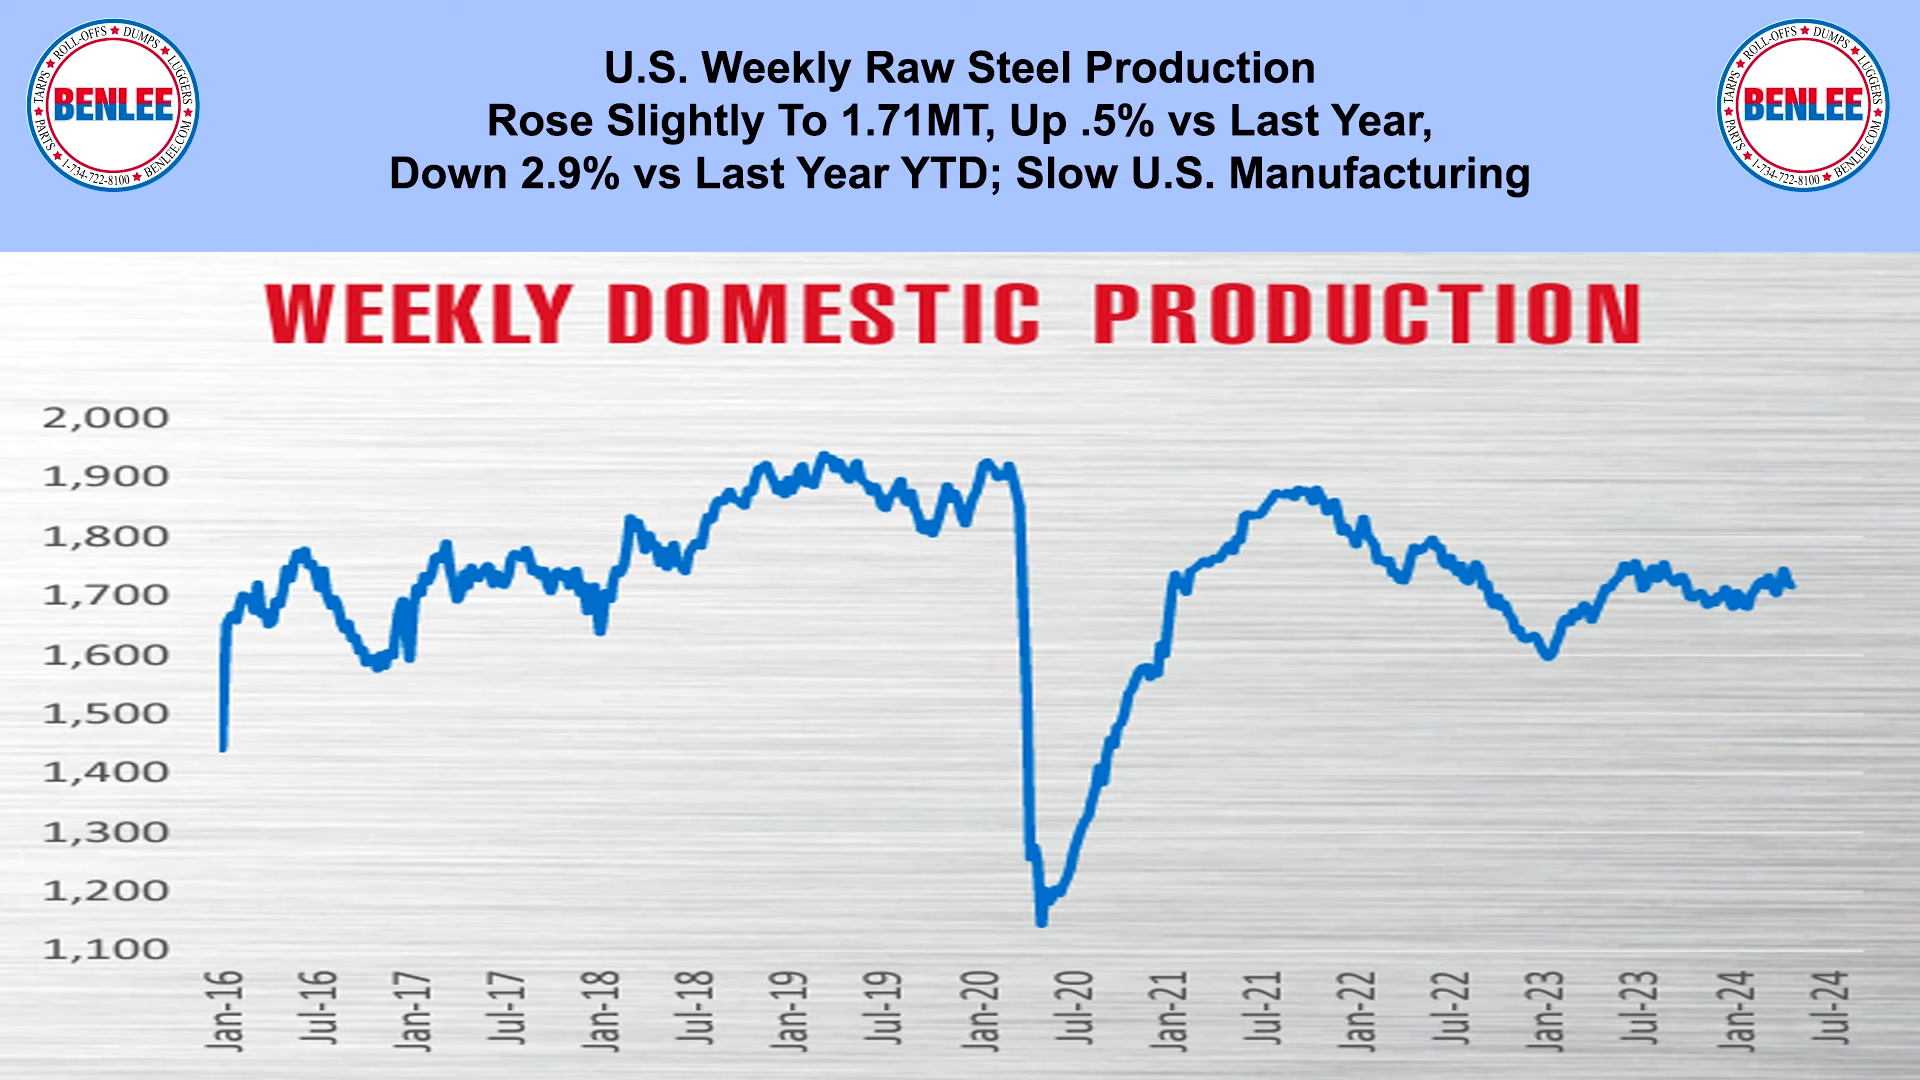 U.S. Weekly Raw Steel Production
Rose Slightly To 1.71MT, Up .5% vs Last Year,
Down 2.9% vs Last Year YTD; Slow U.S. Manufacturing
TARPS ★ ROLL-OFFS ★ DUMPS ★ LUGGERS ★
BENLEE
PARTS ★ 1-734-722-8100 ★ BENLEE.COM ★
TARPS ★ ROLL-OFFS ★ DUMPS ★ LUGGERS ★
BENLEE
PARTS ★ 1-734-722-8100 ★ BENLEE.COM ★
WEEKLY DOMESTIC PRODUCTION
2,000
1,900
1,800
1,700
1,600
1,500
1,400
1,300
1,200
1,100
Jan-16
Jul-16
Jan-17
Jul-17
Jan-18
Jul-18
Jan-19
Jul-19
Jan-20
Jul-20
Jan-21
Jul-21
Jan-22
Jul-22
Jan-23
Jul-23
Jan-24
Jul-24